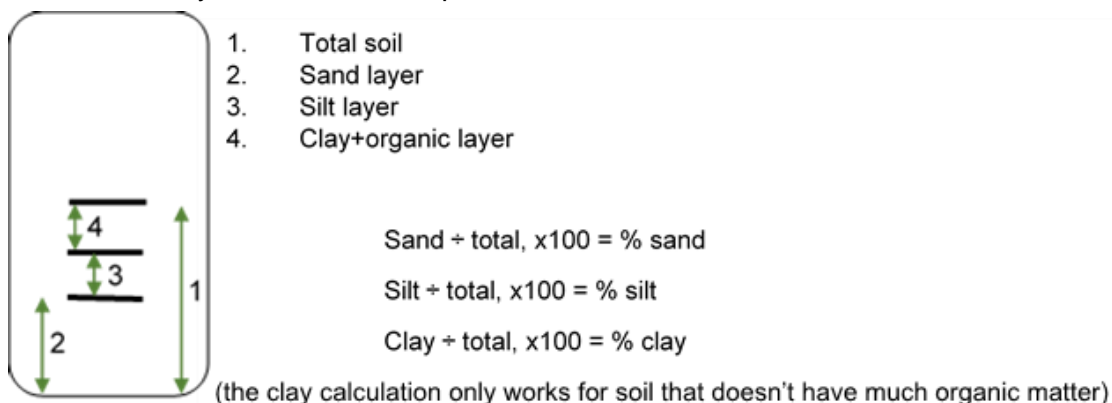 1. Total soil
2. Sand layer
3. Silt layer
4. Clay+organic layer
4
3
1
2
Sand ÷ total, x100 = % sand
Silt ÷ total, x100 = % silt
Clay ÷ total, x100 = % clay
(the clay calculation only works for soil that doesn't have much organic matter)